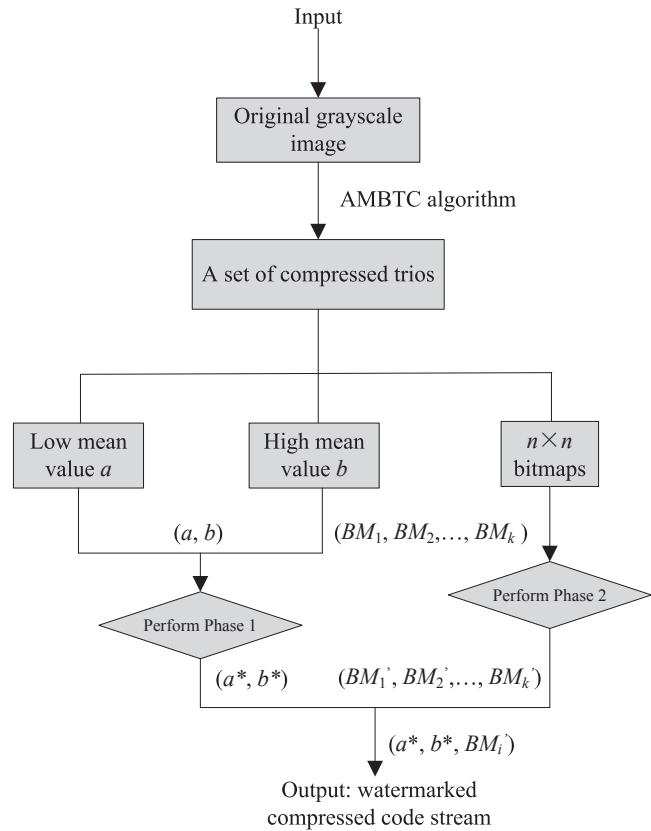 Input
Original grayscale
image
AMBTC algorithm
A set of compressed trios
Low mean
value a
High mean
value b
n×n
bitmaps
(a, b)
(BM₁, BM₂,…, BMₖ )
Perform Phase 1
Perform Phase 2
(a*, b*)
(BM₁’, BM₂’,…, BMₖ’)
(a*, b*, BMᵢ’)
Output: watermarked
compressed code stream